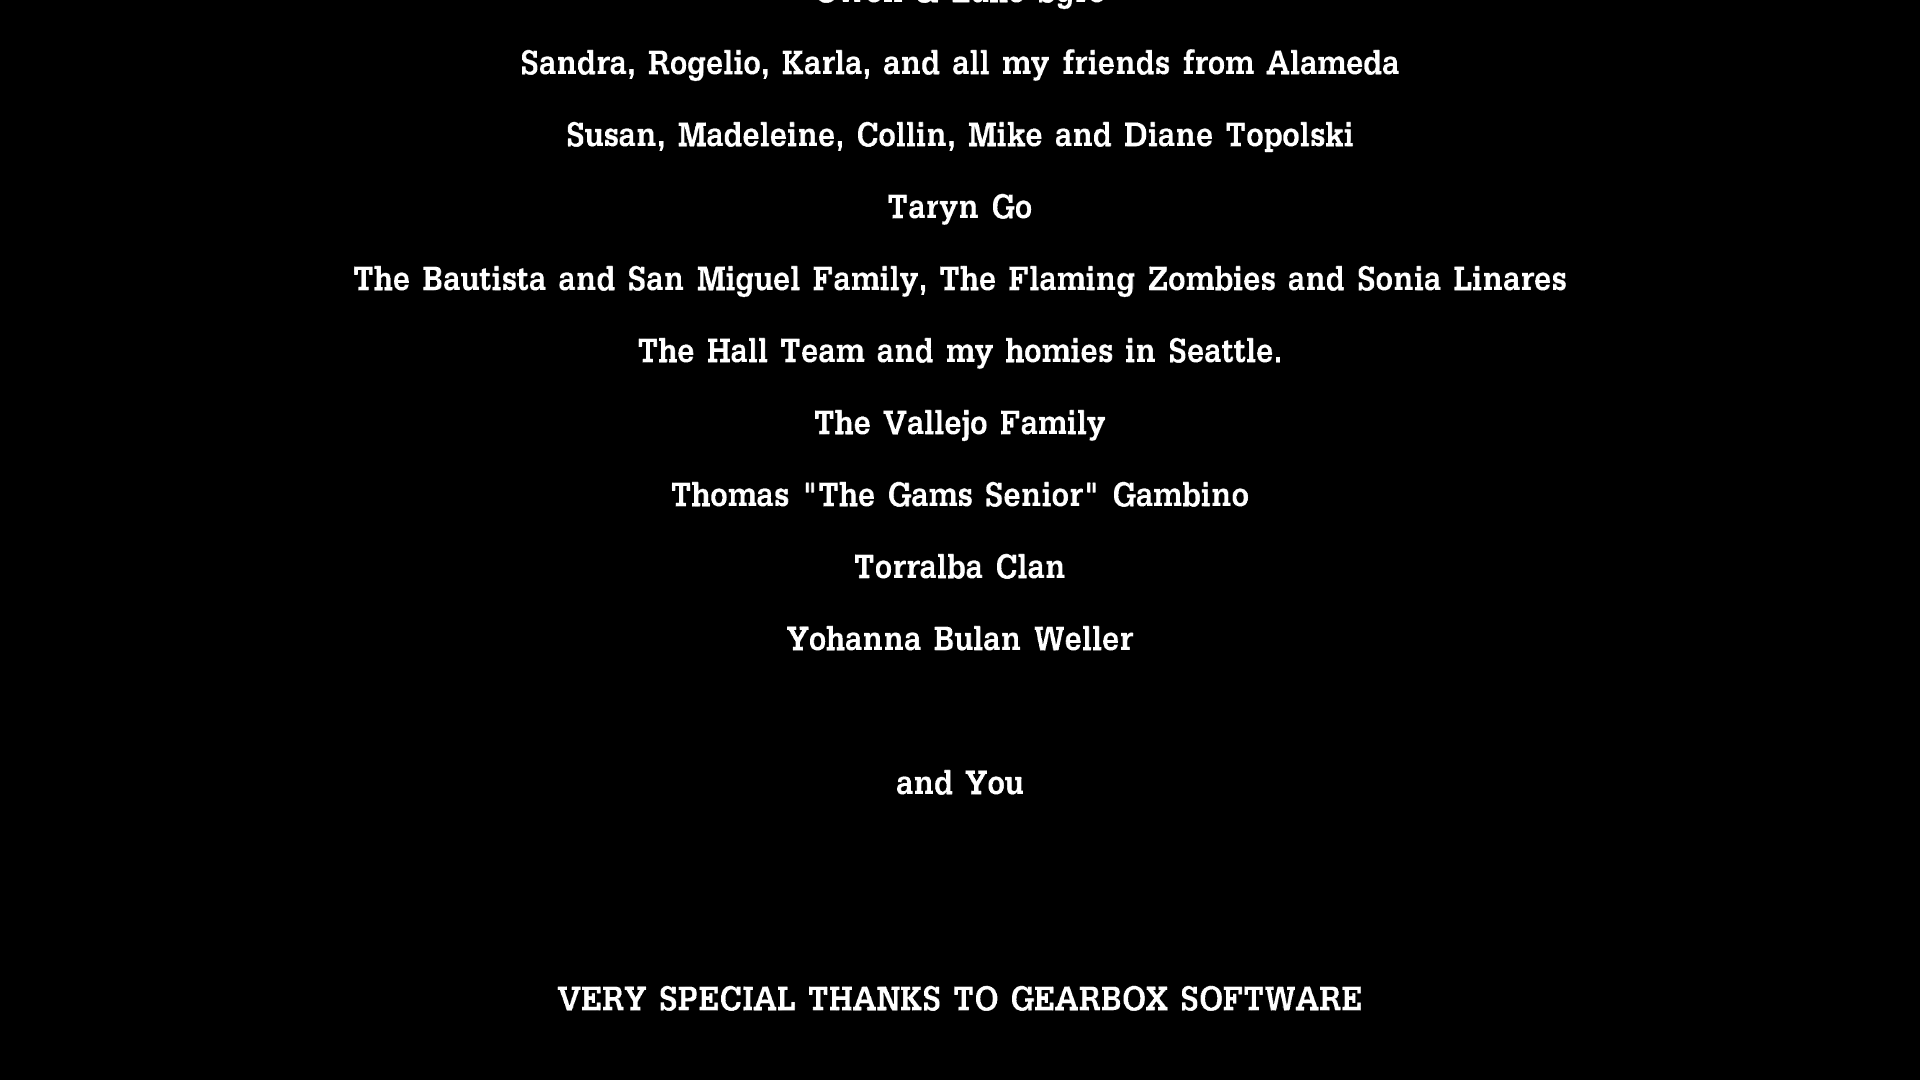 Sandra, Rogelio, Karla, and all my friends from Alameda
Susan, Madeleine, Collin, Mike and Diane Topolski
Taryn Go
The Bautista and San Miguel Family, The Flaming Zombies and Sonia Linares
The Hall Team and my homies in Seattle.
The Vallejo Family
Thomas "The Gams Senior" Gambino
Torralba Clan
Yohanna Bulan Weller
and You
VERY SPECIAL THANKS TO GEARBOX SOFTWARE